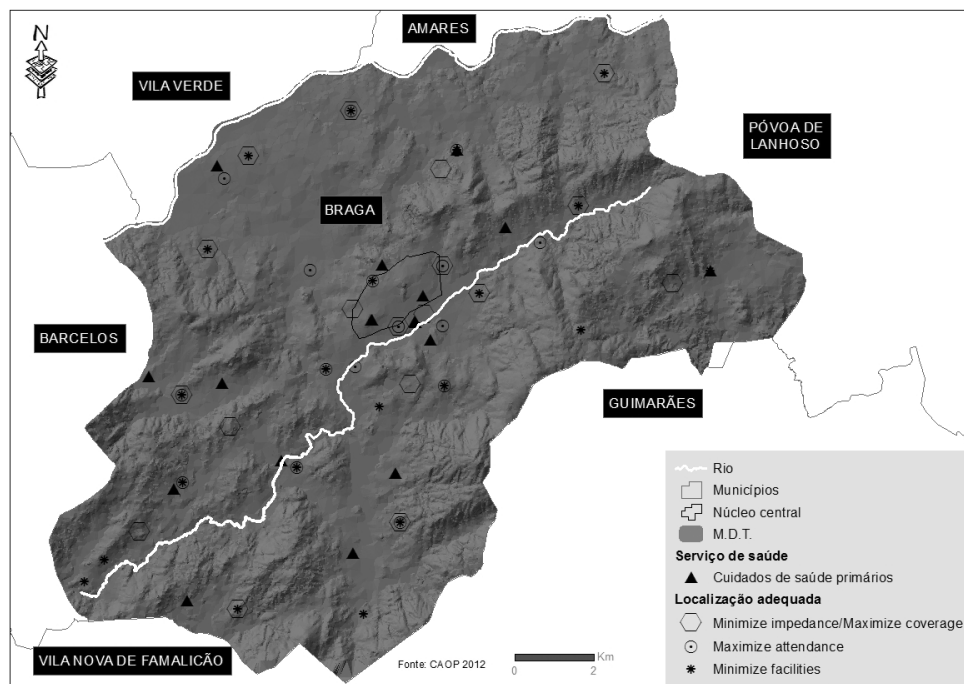 N
AMARES
VILA VERDE
PÓVOA DE
LANHOSO
BRAGA
BARCELOS
GUIMARÃES
VILA NOVA DE FAMALICÃO
Fonte: CAOP 2012
Km
0
2
Rio
Municípios
Núcleo central
M.D.T.
Serviço de saúde
Cuidados de saúde primários
Localização adequada
Minimize impedance/Maximize coverage
Maximize attendance
Minimize facilities